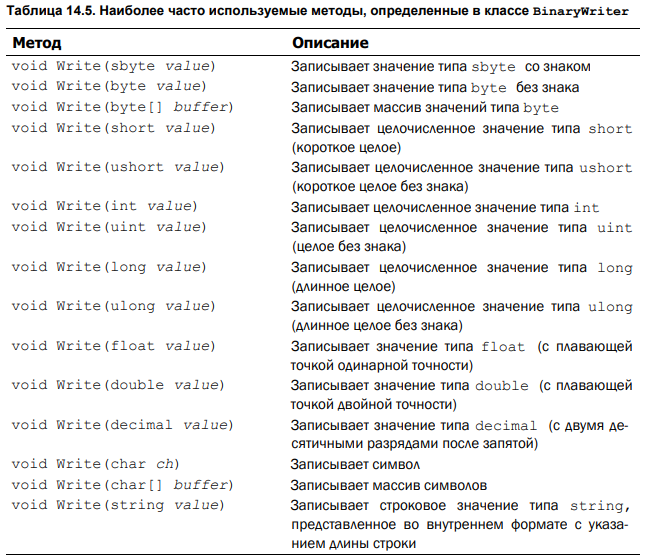 Таблица 14.5. Наиболее часто используемые методы, определенные в классе BinaryWriter
Метод Описание
void Write(sbyte value) Записывает значение типа sbyte со знаком
void Write(byte value) Записывает значение типа byte без знака
void Write(byte[] buffer) Записывает массив значений типа byte
void Write(short value) Записывает целочисленное значение типа short
(короткое целое)
void Write(ushort value) Записывает целочисленное значение типа ushort
(короткое целое без знака)
void Write(int value) Записывает целочисленное значение типа int
void Write(uint value) Записывает целочисленное значение типа uint
(целое без знака)
void Write(long value) Записывает целочисленное значение типа long
(длинное целое)
void Write(ulong value) Записывает целочисленное значение типа ulong
(длинное целое без знака)
void Write(float value) Записывает значение типа float (с плавающей
точкой одинарной точности)
void Write(double value) Записывает значение типа double (с плавающей
точкой двойной точности)
void Write(decimal value) Записывает значение типа decimal (с двумя де-
сятичными разрядами после запятой)
void Write(char ch) Записывает символ
void Write(char[] buffer) Записывает массив символов
void Write(string value) Записывает строковое значение типа string,
представленное во внутреннем формате с указа-
нием длины строки